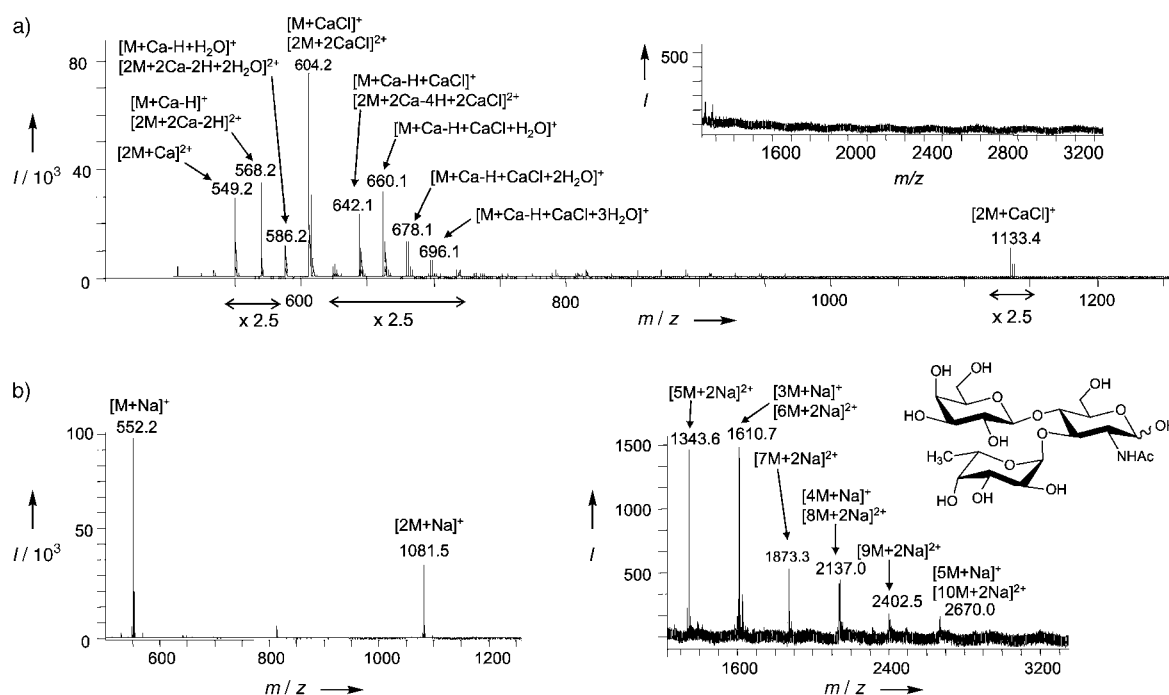 a)
[M+CaCl]⁺
[2M+2CaCl]²⁺
604.2
[M+Ca-H+H₂O]⁺
[2M+2Ca-2H+2H₂O]²⁺
[M+Ca-H+CaCl]⁺
[2M+2Ca-4H+2CaCl]²⁺
[M+Ca-H]⁺
[2M+2Ca-2H]²⁺
[M+Ca-H+CaCl+H₂O]⁺
[2M+Ca]²⁺
568.2
549.2
586.2
642.1
660.1
[M+Ca-H+CaCl+2H₂O]⁺
678.1
[M+Ca-H+CaCl+3H₂O]⁺
696.1
[2M+CaCl]⁺
1133.4
80
40
0
I / 10³
600
800
1000
1200
x 2.5
x 2.5
x 2.5
m / z
500
I
1600
2000
2400
2800
3200
m/z
b)
[M+Na]⁺
552.2
[2M+Na]⁺
1081.5
100
50
0
I / 10³
600
800
1000
1200
m / z
[5M+2Na]²⁺
1343.6
[3M+Na]⁺
[6M+2Na]²⁺
1610.7
[7M+2Na]²⁺
1873.3
[4M+Na]⁺
[8M+2Na]²⁺
2137.0
[9M+2Na]²⁺
2402.5
[5M+Na]⁺
[10M+2Na]²⁺
2670.0
1500
1000
500
I
1600
2000
2400
2800
3200
m / z
OH
OH
OH
HO
O
O
O
OH
OH
O
NHAc
H₃C
O
O
OH
OH
OH